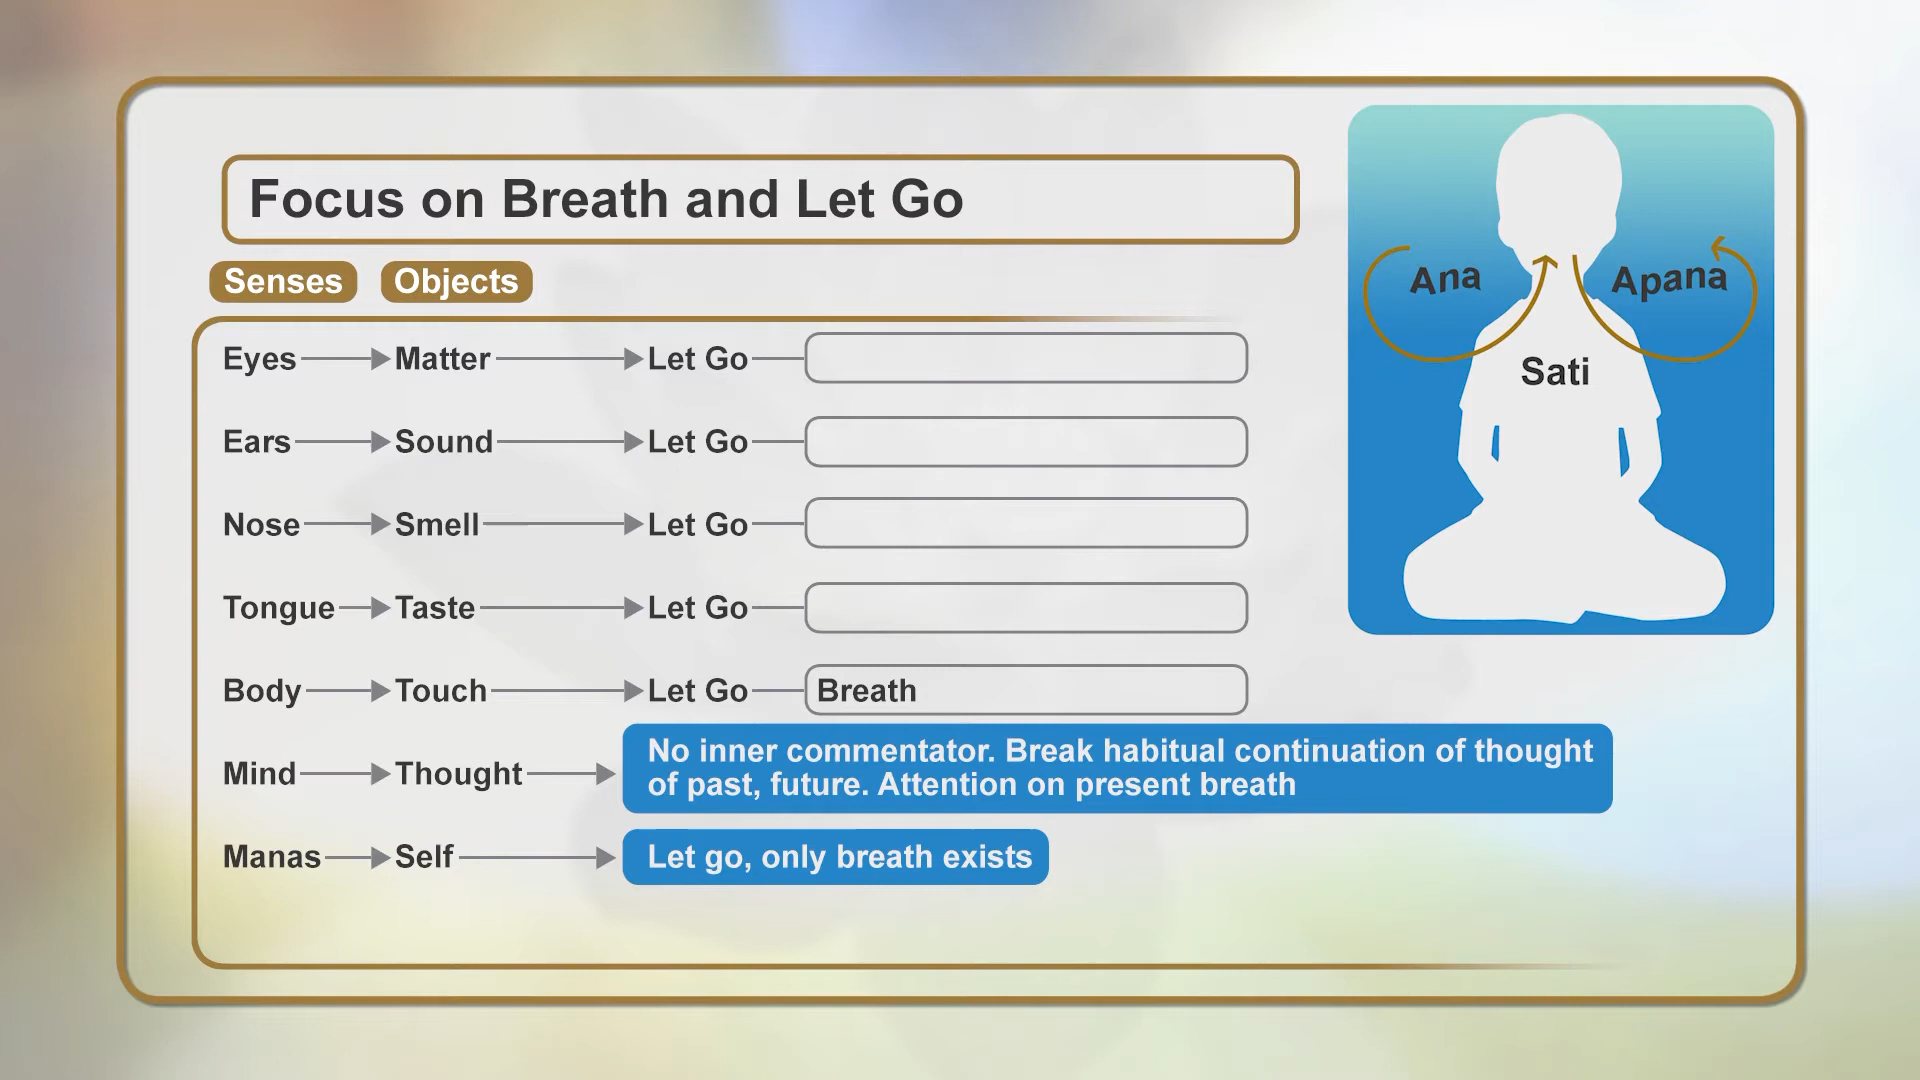 Focus on Breath and Let Go
Senses Objects
Eyes Matter Let Go
Ears Sound Let Go
Nose Smell Let Go
Tongue Taste Let Go
Body Touch Let Go Breath
Mind Thought No inner commentator. Break habitual continuation of thought
of past, future. Attention on present breath
Manas Self Let go, only breath exists
Ana Apana
Sati